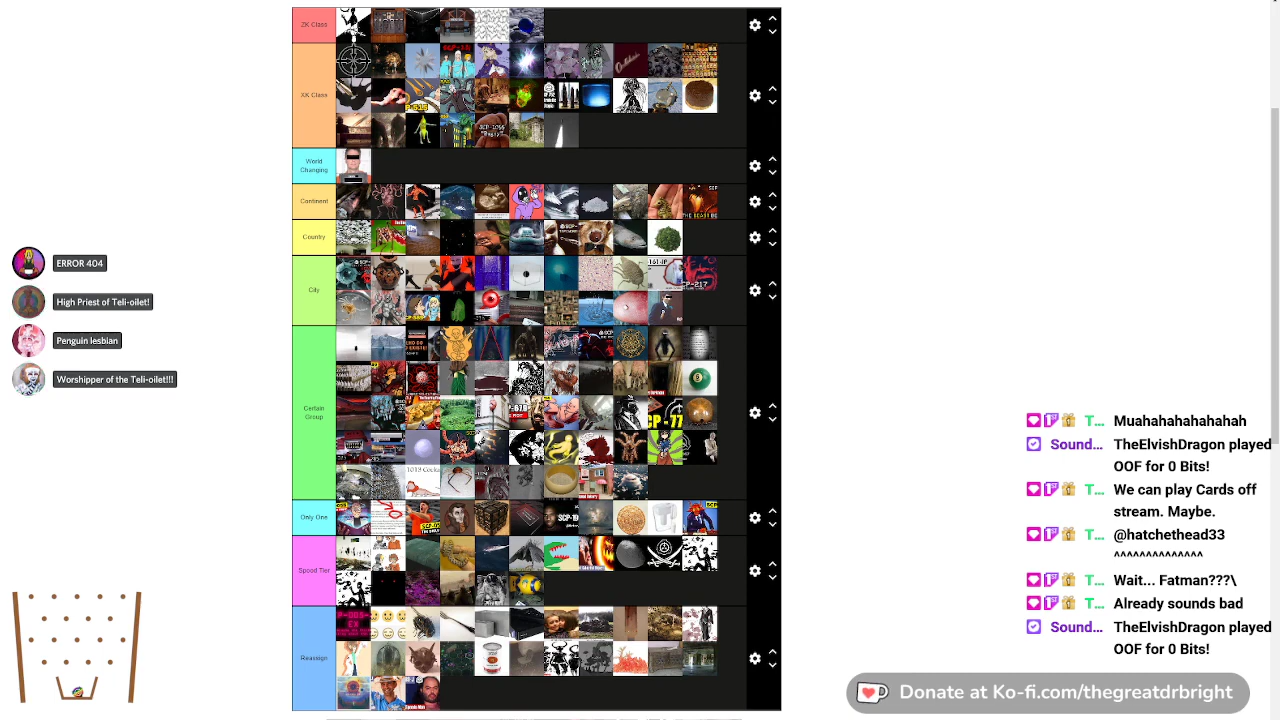 ZK Class
XK Class
World
Changing
Continent
Country
City
Certain
Group
Only One
Spood Tier
Reassign
ERROR 404
High Priest of Teli-oilet!
Penguin lesbian
Worshipper of the Teli-oilet!!!
T... Muahahahahahah
Sound... TheElvishDragon played
OOF for 0 Bits!
T... We can play Cards off
stream. Maybe.
T... @hatchethead33
^^^^^^^^^^^^^
T... Wait... Fatman???\
T... Already sounds bad
Sound... TheElvishDragon played
OOF for 0 Bits!
Donate at Ko-fi.com/thegreatdrbright